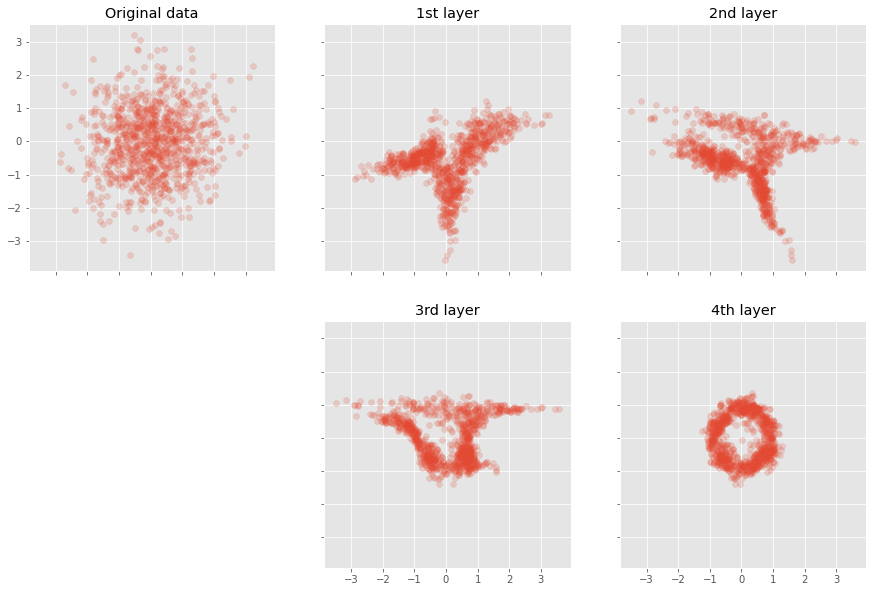 Original data
1st layer
2nd layer
3
2
1
0
−1
−2
−3
3rd layer
4th layer
−3 −2 −1 0 1 2 3
−3 −2 −1 0 1 2 3